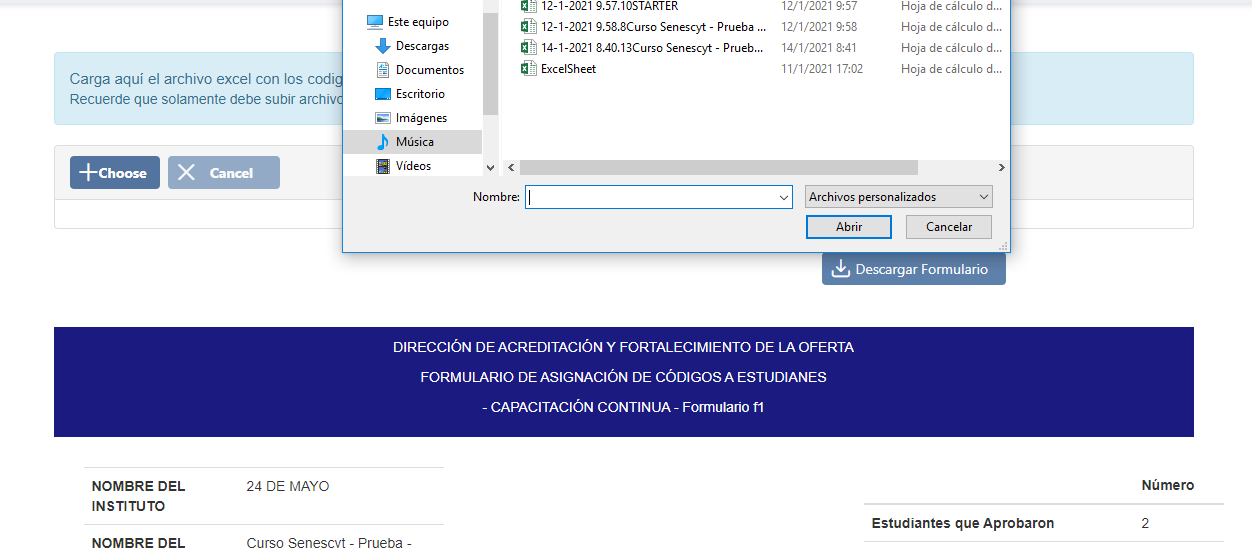 Este equipo
Descargas
Documentos
Escritorio
Imágenes
Música
Vídeos
12-1-2021 9.57.10STARTER 12/1/2021 9:57 Hoja de cálculo d...
12-1-2021 9.58.8Curso Senescyt - Prueba ... 12/1/2021 9:58 Hoja de cálculo d...
14-1-2021 8.40.13Curso Senescyt - Prueb... 14/1/2021 8:41 Hoja de cálculo d...
ExcelSheet 11/1/2021 17:02 Hoja de cálculo d...
Nombre: Archivos personalizados
Abrir Cancelar
Carga aquí el archivo excel con los codig
Recuerde que solamente debe subir archivo
Choose Cancel
Descargar Formulario
DIRECCIÓN DE ACREDITACIÓN Y FORTALECIMIENTO DE LA OFERTA
FORMULARIO DE ASIGNACIÓN DE CÓDIGOS A ESTUDIANES
- CAPACITACIÓN CONTINUA - Formulario f1
NOMBRE DEL INSTITUTO 24 DE MAYO
NOMBRE DEL Curso Senescyt - Prueba -
Número
Estudiantes que Aprobaron 2